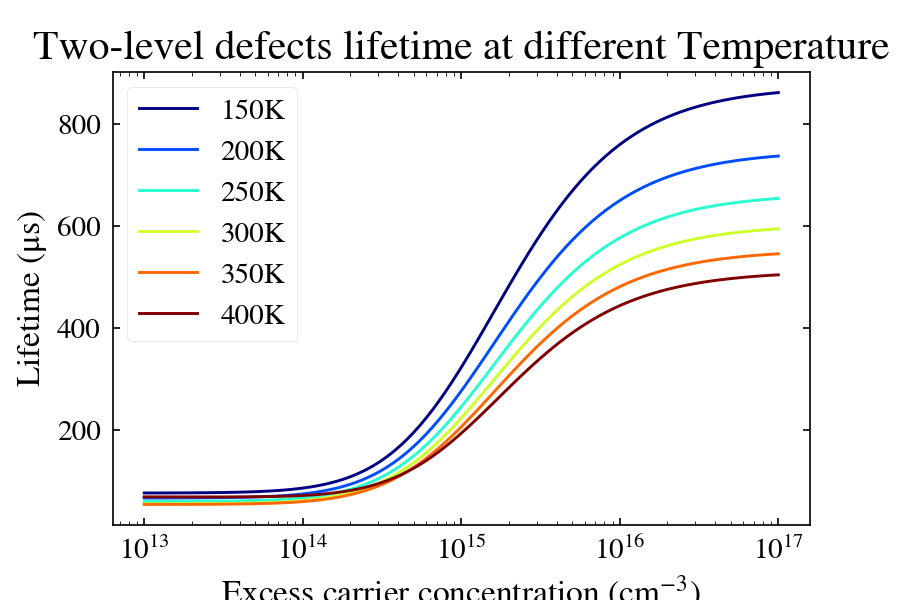 Two-level defects lifetime at different Temperature
150K
200K
250K
300K
350K
400K
800
600
400
200
Lifetime (μs)
10¹³ 10¹⁴ 10¹⁵ 10¹⁶ 10¹⁷
Excess carrier concentration (cm⁻³)